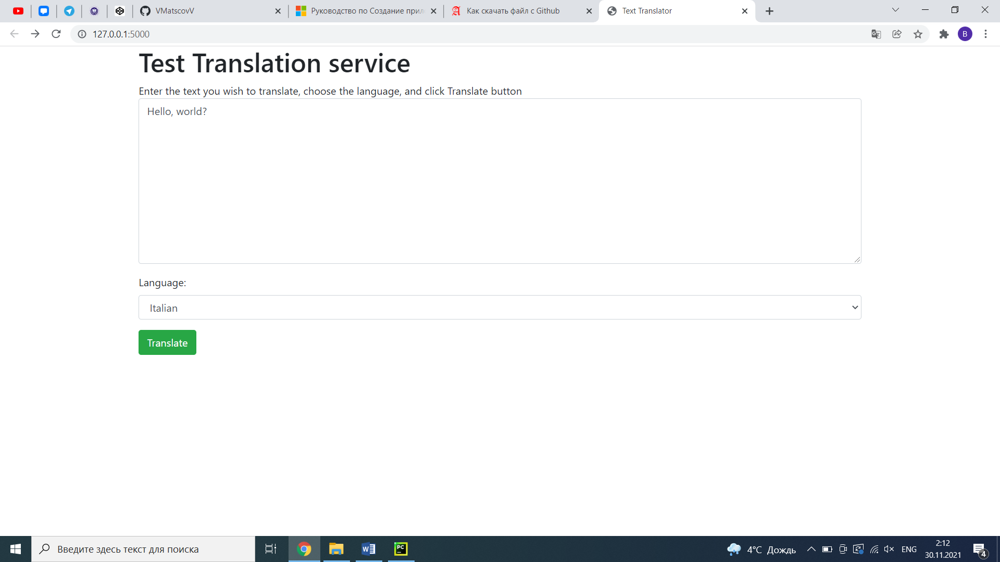 VMatscovV
Руководство по Создание прил
Как скачать файл с Github
Text Translator
127.0.0.1:5000
B
Test Translation service
Enter the text you wish to translate, choose the language, and click Translate button
Hello, world?
Language:
Italian
Translate
Введите здесь текст для поиска
W
PC
4°C Дождь
ENG
2:12
30.11.2021
4